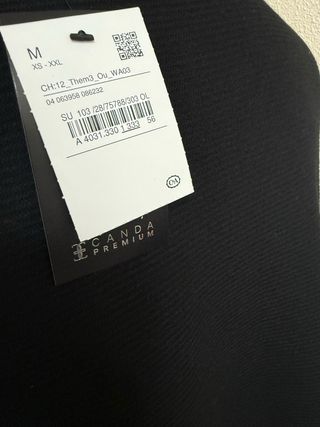 M
XS - XXL
CH:12_Them3_Ou_WA03
04 063958 086232
SU 103 /28/75788/303 OL
A 4031.330 1 333 56
C&A
CANDA
PREMIUM